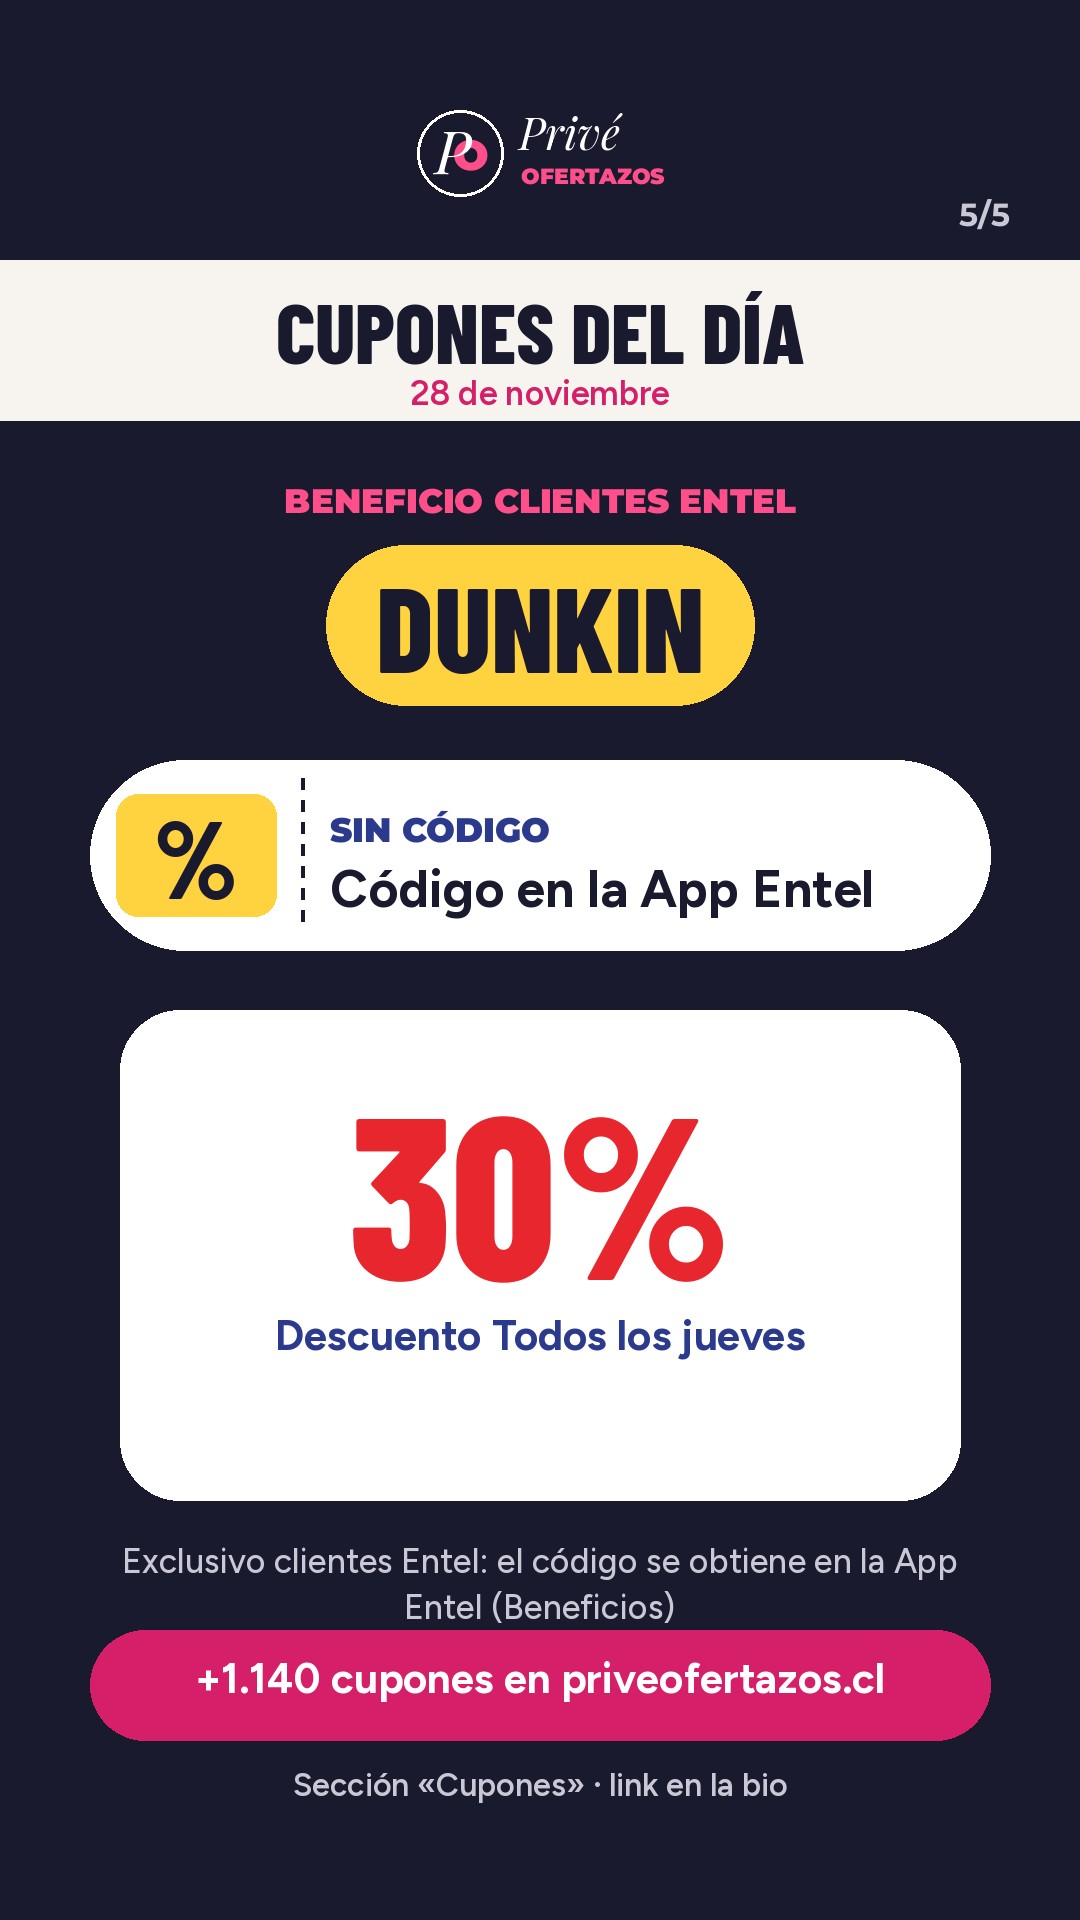 Po
Privé
OFERTAZOS
5/5
CUPONES DEL DÍA
28 de noviembre
BENEFICIO CLIENTES ENTEL
DUNKIN
%
SIN CÓDIGO
Código en la App Entel
30%
Descuento Todos los jueves
Exclusivo clientes Entel: el código se obtiene en la App
Entel (Beneficios)
+1.140 cupones en priveofertazos.cl
Sección «Cupones» · link en la bio